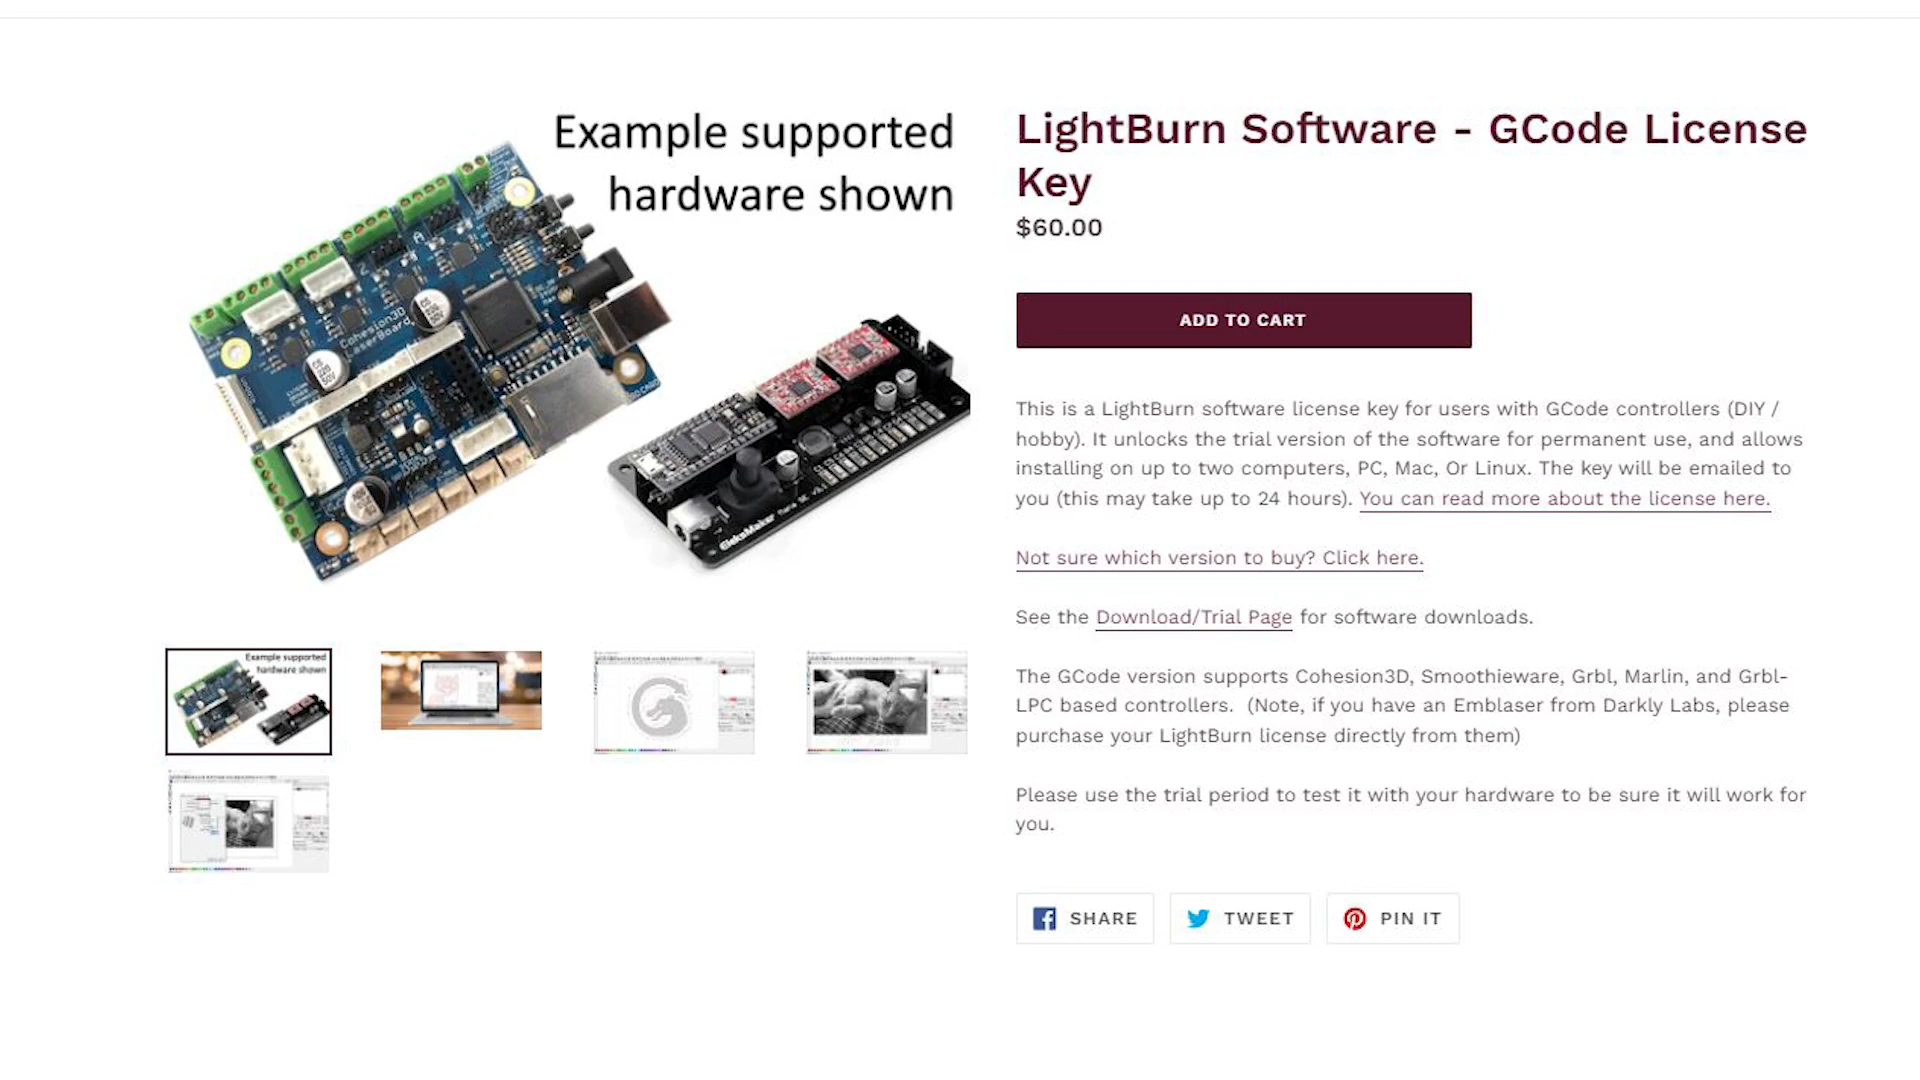 Example supported
hardware shown
Cohesion3D
LaserBoard
EleksMaker
LightBurn Software - GCode License
Key
$60.00
ADD TO CART
This is a LightBurn software license key for users with GCode controllers (DIY /
hobby). It unlocks the trial version of the software for permanent use, and allows
installing on up to two computers, PC, Mac, Or Linux. The key will be emailed to
you (this may take up to 24 hours). You can read more about the license here.
Not sure which version to buy? Click here.
See the Download/Trial Page for software downloads.
The GCode version supports Cohesion3D, Smoothieware, Grbl, Marlin, and Grbl-
LPC based controllers. (Note, if you have an Emblaser from Darkly Labs, please
purchase your LightBurn license directly from them)
Please use the trial period to test it with your hardware to be sure it will work for
you.
Example supported
hardware shown
SHARE
TWEET
PIN IT